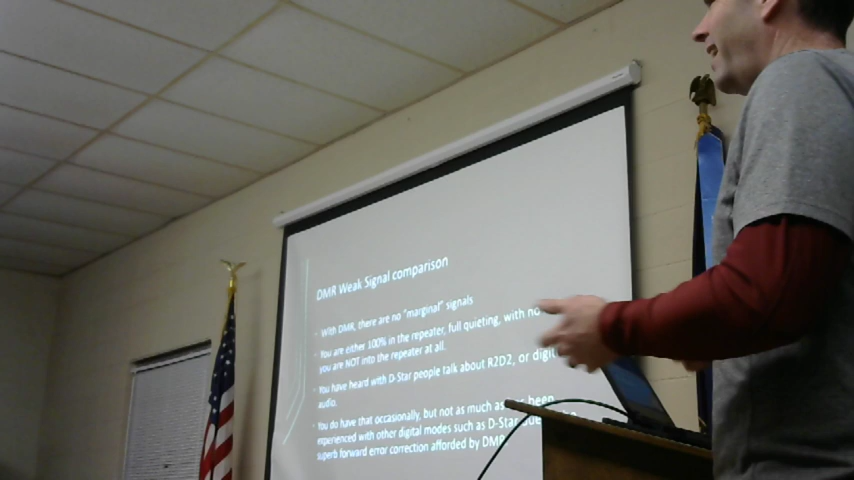 DMR Weak Signal comparison
With DMR, there are no "marginal" signals
You are either 100% in the repeater, full quieting, with no
you are NOT into the repeater at all.
You have heard with D-Star people talk about R2D2, or digit
audio.
You do have that occasionally, but not as much as has been
experienced with other digital modes such as D-Star
superb forward error correction afforded by DMR